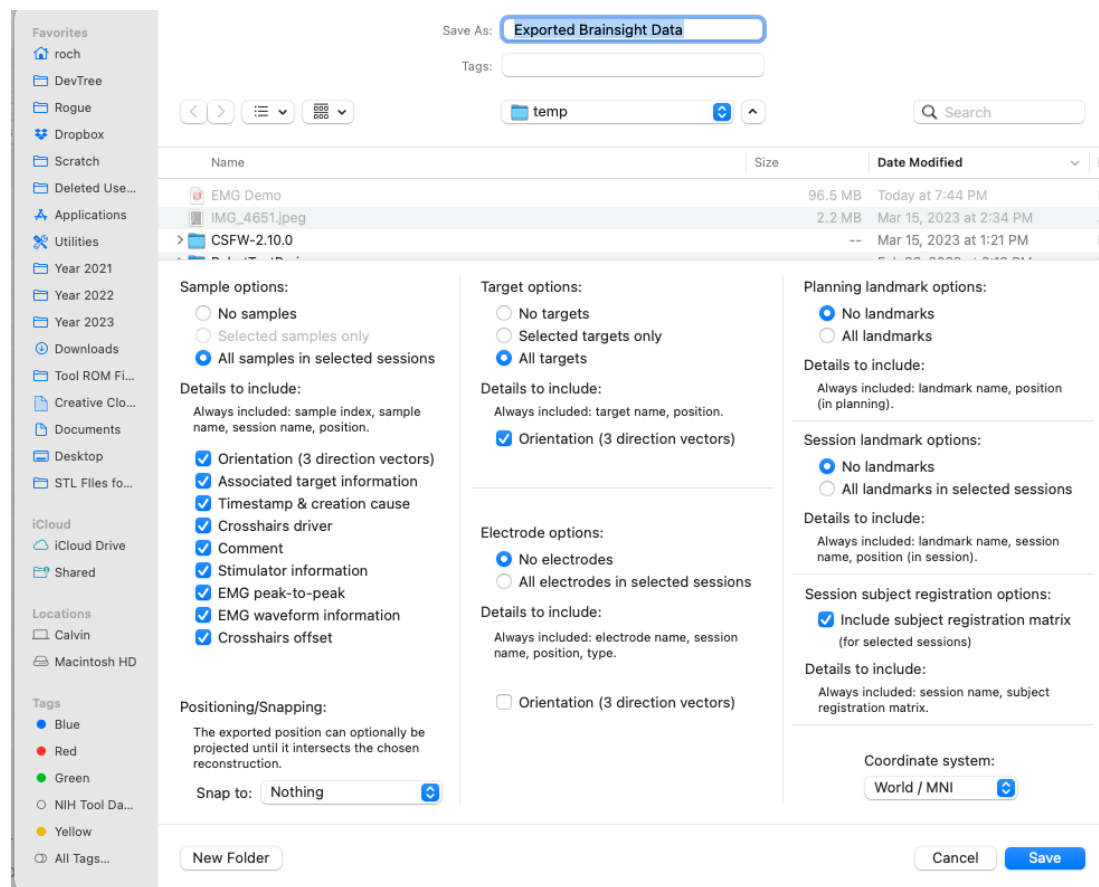 Favorites
roch
DevTree
Rogue
Dropbox
Scratch
Deleted Use...
Applications
Utilities
Year 2021
Year 2022
Year 2023
Downloads
Tool ROM Fi...
Creative Clo...
Documents
Desktop
STL FIles fo...
iCloud
iCloud Drive
Shared
Locations
Calvin
Macintosh HD
Tags
Blue
Red
Green
NIH Tool Da...
Yellow
All Tags...
Save As: Exported Brainsight Data
Tags:
temp
Search
Name Size Date Modified
EMG Demo 96.5 MB Today at 7:44 PM
IMG_4651.jpeg 2.2 MB Mar 15, 2023 at 2:34 PM
CSFW-2.10.0 -- Mar 15, 2023 at 1:21 PM
Sample options:
No samples
Selected samples only
All samples in selected sessions
Details to include:
Always included: sample index, sample
name, session name, position.
Orientation (3 direction vectors)
Associated target information
Timestamp & creation cause
Crosshairs driver
Comment
Stimulator information
EMG peak-to-peak
EMG waveform information
Crosshairs offset
Positioning/Snapping:
The exported position can optionally be
projected until it intersects the chosen
reconstruction.
Snap to: Nothing
Target options:
No targets
Selected targets only
All targets
Details to include:
Always included: target name, position.
Orientation (3 direction vectors)
Electrode options:
No electrodes
All electrodes in selected sessions
Details to include:
Always included: electrode name, session
name, position, type.
Orientation (3 direction vectors)
Planning landmark options:
No landmarks
All landmarks
Details to include:
Always included: landmark name, position
(in planning).
Session landmark options:
No landmarks
All landmarks in selected sessions
Details to include:
Always included: landmark name, session
name, position (in session).
Session subject registration options:
Include subject registration matrix
(for selected sessions)
Details to include:
Always included: session name, subject
registration matrix.
Coordinate system:
World / MNI
New Folder
Cancel
Save